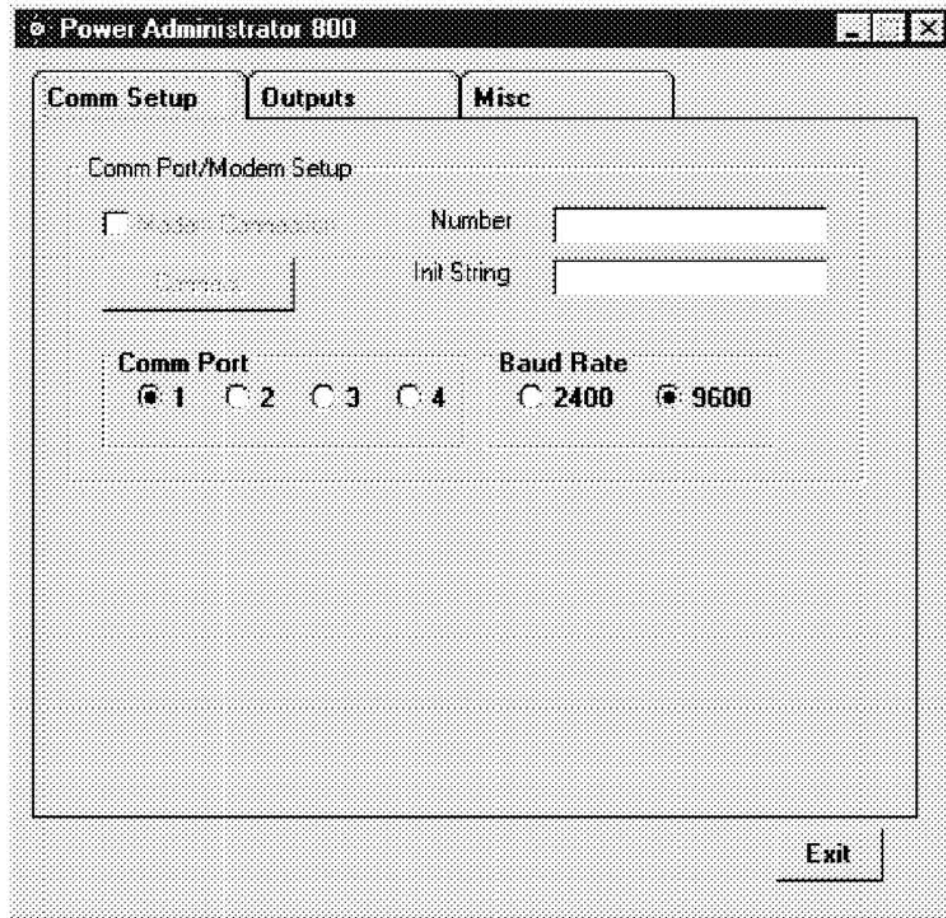 Power Administrator 800
Comm Setup Outputs Misc
Comm Port/Modem Setup
Number
Init String
Comm Port
1 2 3 4
Baud Rate
2400 9600
Exit